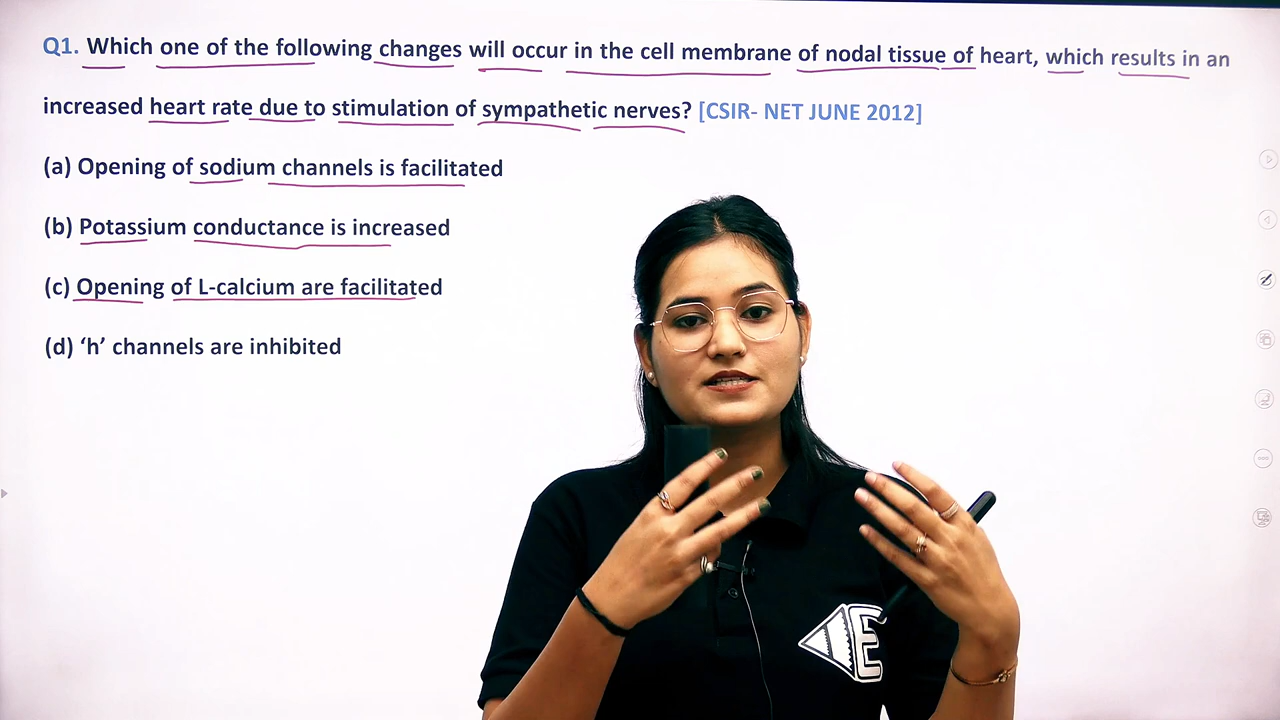 Q1. Which one of the following changes will occur in the cell membrane of nodal tissue of heart, which results in an
increased heart rate due to stimulation of sympathetic nerves? [CSIR- NET JUNE 2012]
(a) Opening of sodium channels is facilitated
(b) Potassium conductance is increased
(c) Opening of L-calcium are facilitated
(d) ‘h’ channels are inhibited
E